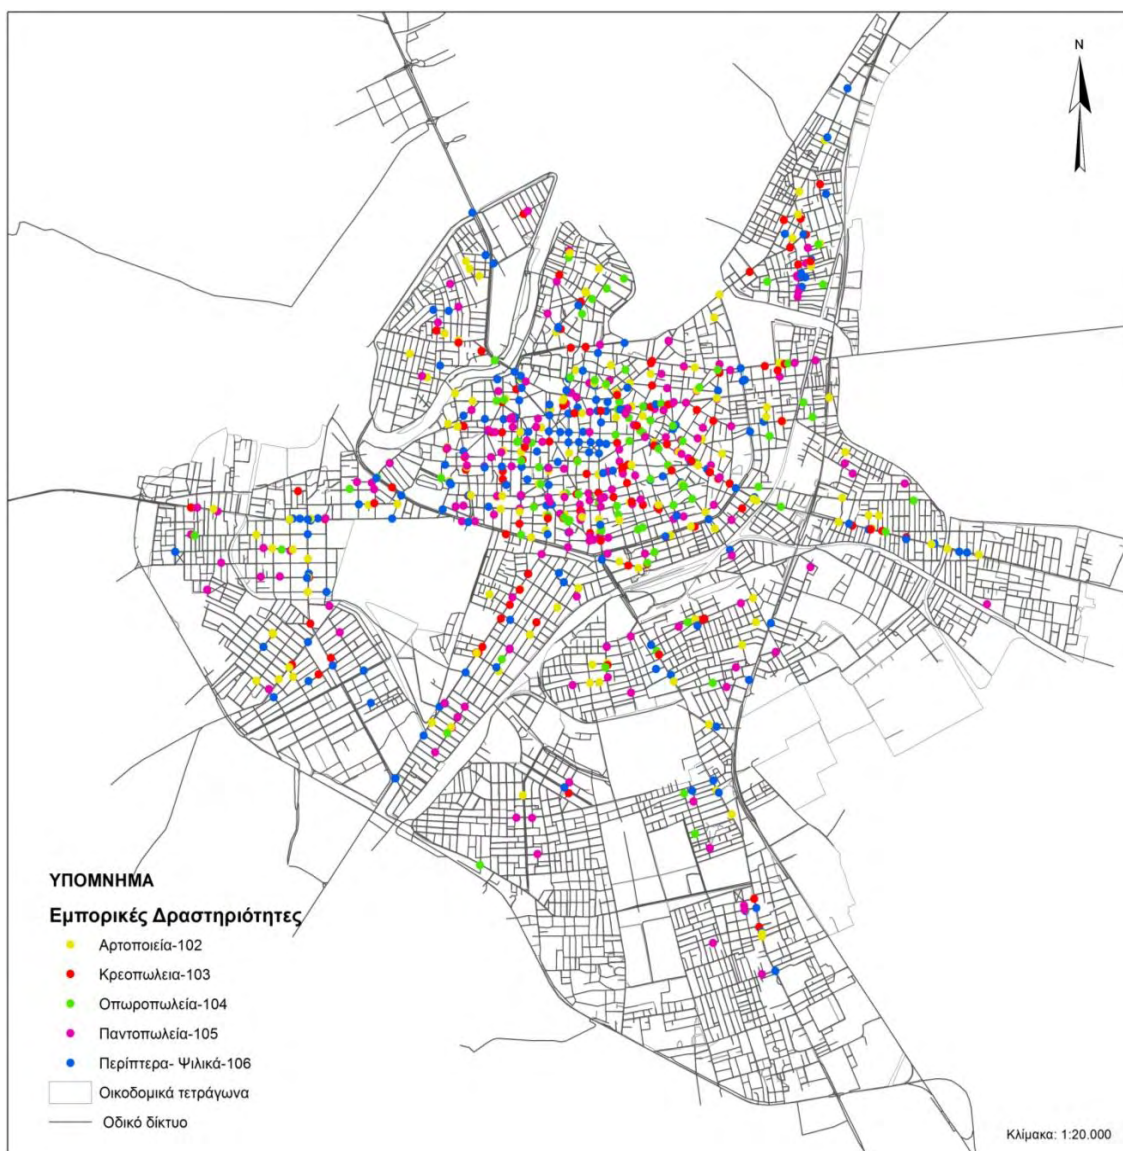 N
ΥΠΟΜΝΗΜΑ
Εμπορικές Δραστηριότητες
Αρτοποιεία-102
Κρεοπωλεια-103
Οπωροπωλεία-104
Παντοπωλεία-105
Περίπτερα- Ψιλικά-106
Οικοδομικά τετράγωνα
Οδικό δίκτυο
Κλίμακα: 1:20.000